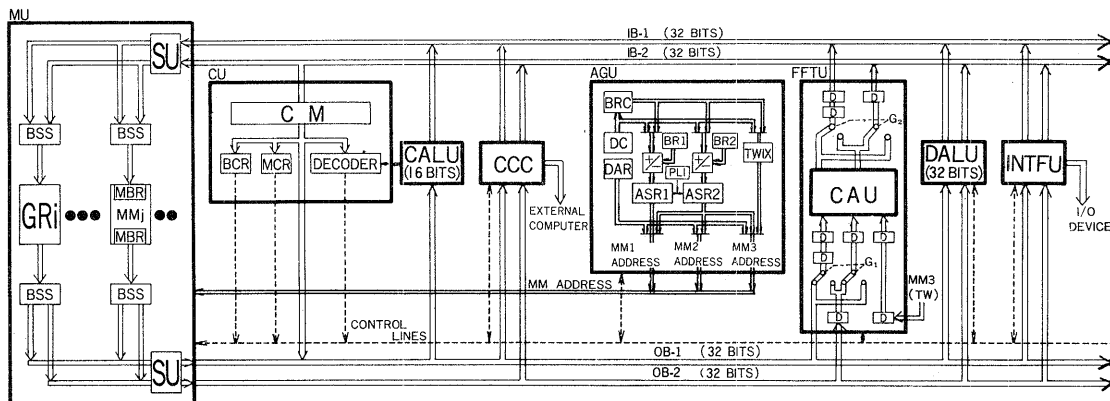 MU
SU
BSS
BSS
GRi
MBR
MMj
MBR
BSS
BSS
SU
IB-1 (32 BITS)
IB-2 (32 BITS)
CU
C M
BCR
MCR
DECODER
CALU
(16 BITS)
CCC
EXTERNAL
COMPUTER
AGU
BRC
DC
BR1
BR2
TWIX
DAR
+-
PLI
+-
ASR1
ASR2
MM1
ADDRESS
MM2
ADDRESS
MM3
ADDRESS
MM ADDRESS
CONTROL
LINES
FFTU
D
D
D
G2
CAU
D
D
D
D
G1
D
D
MM3
(TW)
DALU
(32 BITS)
INTFU
I/O
DEVICE
OB-1 (32 BITS)
OB-2 (32 BITS)